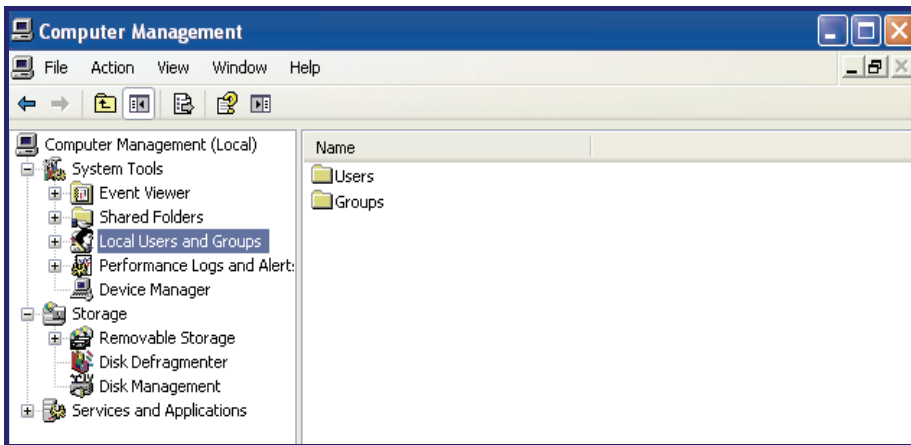 Computer Management
File Action View Window Help
Computer Management (Local)
System Tools
Event Viewer
Shared Folders
Local Users and Groups
Performance Logs and Alert:
Device Manager
Storage
Removable Storage
Disk Defragmenter
Disk Management
Services and Applications
Name
Users
Groups